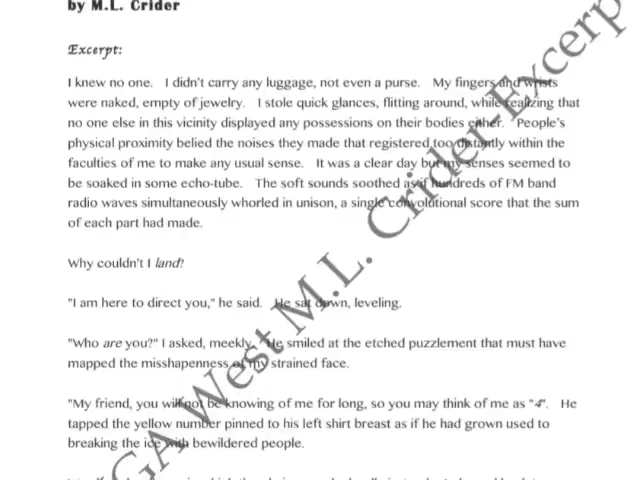 by M.L. Crider
Excerpt:
I knew no one. I didn't carry any luggage, not even a purse. My fingers and wrists
were naked, empty of jewelry. I stole quick glances, flitting around, while realizing that
no one else in this vicinity displayed any possessions on their bodies either. People's
physical proximity belied the noises they made that registered too distantly within the
faculties of me to make any usual sense. It was a clear day but my senses seemed to
be soaked in some echo-tube. The soft sounds soothed as if hundreds of FM band
radio waves simultaneously whorled in unison, a single convolutional score that the sum
of each part had made.
Why couldn't I land?
"I am here to direct you," he said. He sat down, leveling.
"Who are you?" I asked, meekly. He smiled at the etched puzzlement that must have
mapped the misshapenness of my strained face.
"My friend, you will not be knowing of me for long, so you may think of me as "4". He
tapped the yellow number pinned to his left shirt breast as if he had grown used to
breaking the ice with bewildered people.
GA West M.L. Crider-Excerp